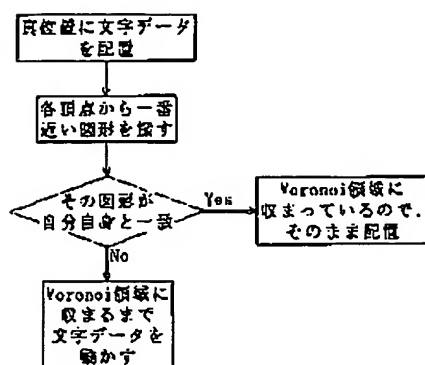 真位置に文字データ
を配置
各頂点から一番
近い図形を探す
その図形が
自分自身と一致
Yes
Voronoi領域に
収まっているので,
そのまま配置
No
Voronoi領域に
収まるまで
文字データを
動かす